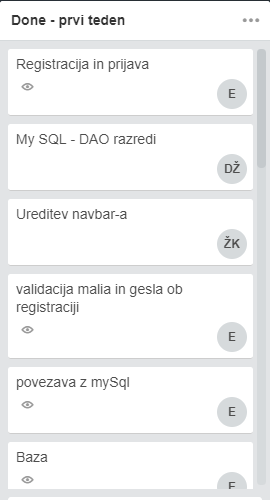 Done - prvi teden
Registracija in prijava
E
My SQL - DAO razredi
DŽ
Ureditev navbar-a
ŽK
validacija malia in gesla ob
registraciji
E
povezava z mySql
E
Baza
E